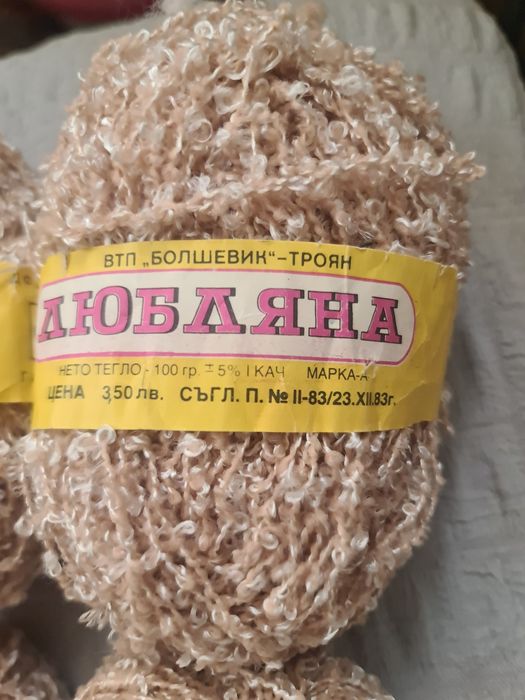 ВТП „БОЛШЕВИК“-ТРОЯН
ЛЮБЛЯНА
НЕТО ТЕГЛО - 100 гр. ± 5% I КАЧ МАРКА-А
ЦЕНА 3,50 лв. СЪГЛ. П. № II-83/23.XII.83г.